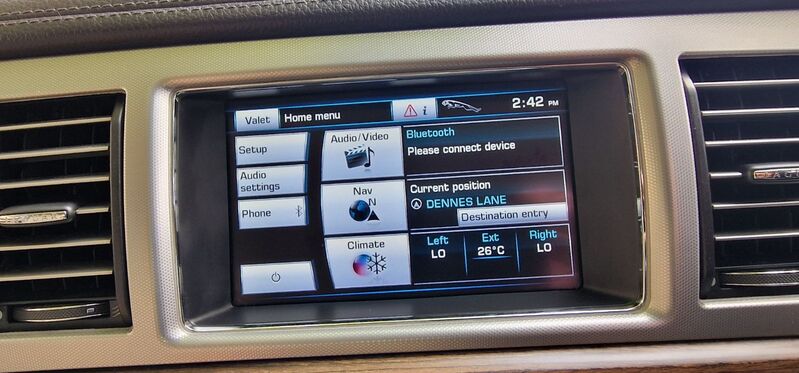 Valet
Home menu
i
2:42 PM
Setup
Audio
settings
Phone
Audio/Video
Nav
N
Climate
Bluetooth
Please connect device
Current position
DENNES LANE
Destination entry
Left
LO
Ext
26°C
Right
LO